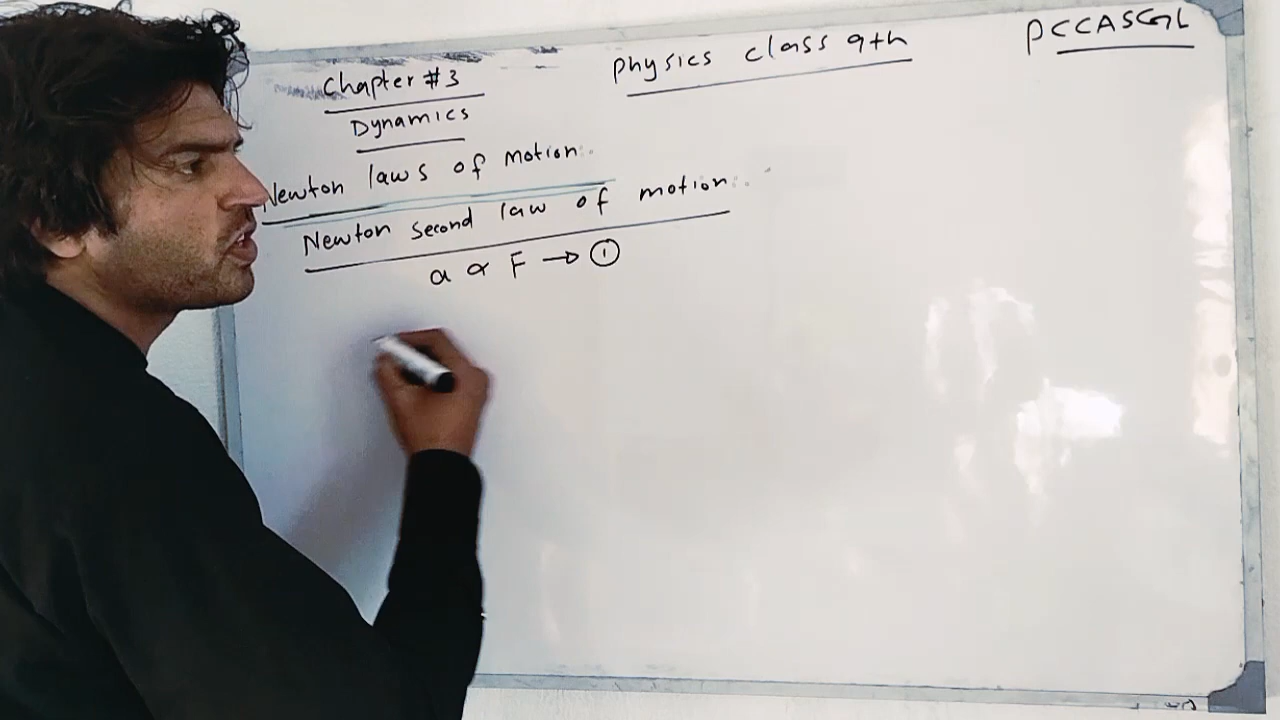 Physics class 9th
PCCASGL
Chapter #3
Dynamics
Newton laws of motion:.
Newton second law of motion:.
a ∝ F → ①